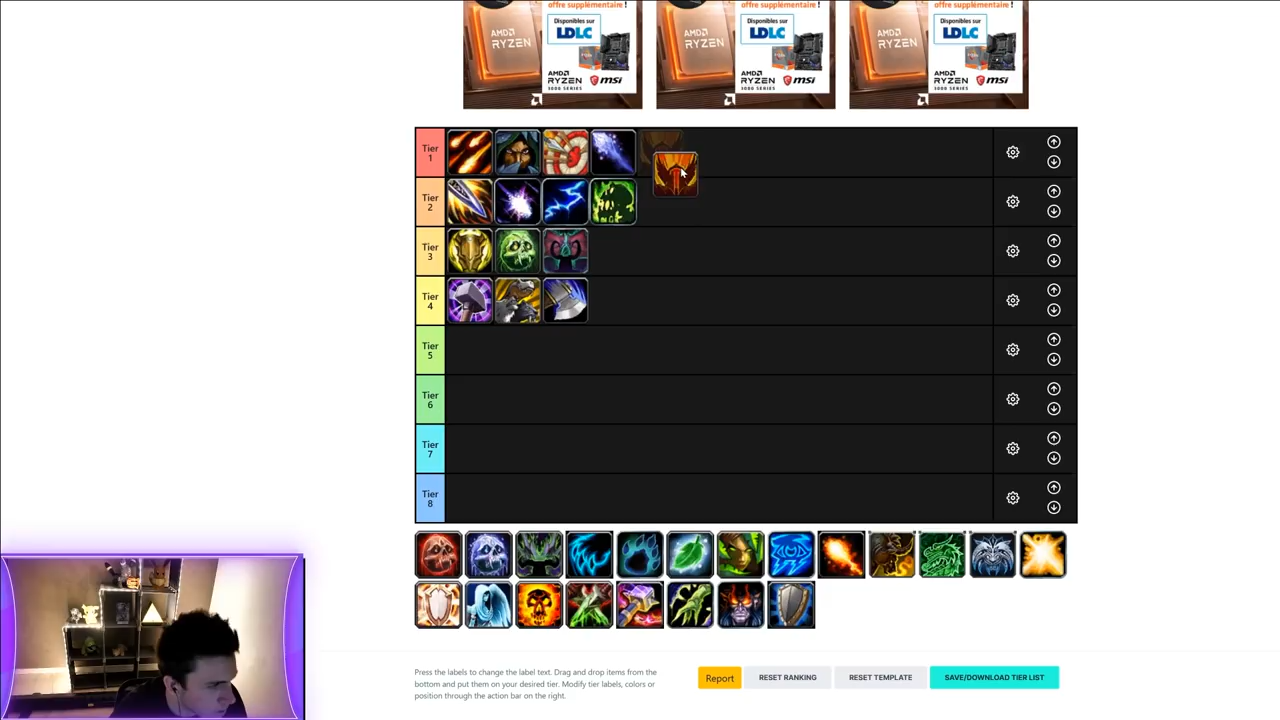 offre supplémentaire !
Disponibles sur
LDLC
AMD
RYZEN
AMD
RYZEN
5000 SERIES
msi
offre supplémentaire !
Disponibles sur
LDLC
AMD
RYZEN
AMD
RYZEN
5000 SERIES
msi
offre supplémentaire !
Disponibles sur
LDLC
AMD
RYZEN
AMD
RYZEN
5000 SERIES
msi
Tier
1
Tier
2
Tier
3
Tier
4
Tier
5
Tier
6
Tier
7
Tier
8
Press the labels to change the label text. Drag and drop items from the
bottom and put them on your desired tier. Modify tier labels, colors or
position through the action bar on the right.
Report
RESET RANKING
RESET TEMPLATE
SAVE/DOWNLOAD TIER LIST